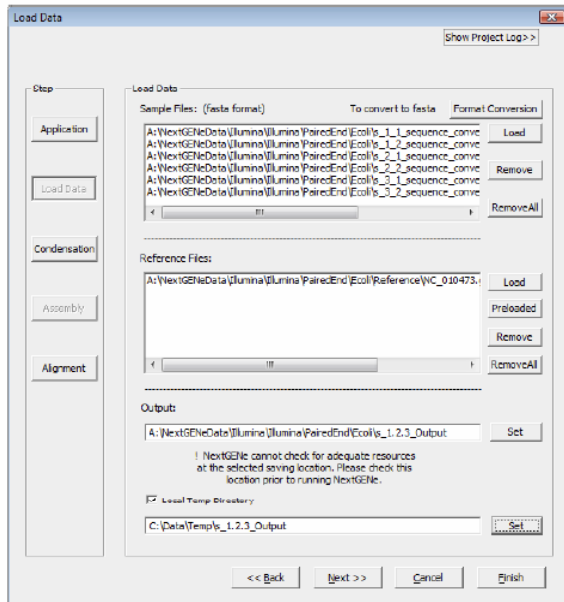 Load Data
Show Project Log>>
Step
Application
Load Data
Condensation
Assembly
Alignment
Load Data
Sample Files: (fasta format)
To convert to fasta
Format Conversion
A:\NextGENeData\Illumina\Illumina\PairedEnd\Ecoli\s_1_1_sequence_conve
A:\NextGENeData\Illumina\Illumina\PairedEnd\Ecoli\s_1_2_sequence_conve
A:\NextGENeData\Illumina\Illumina\PairedEnd\Ecoli\s_2_1_sequence_conve
A:\NextGENeData\Illumina\Illumina\PairedEnd\Ecoli\s_2_2_sequence_conve
A:\NextGENeData\Illumina\Illumina\PairedEnd\Ecoli\s_3_1_sequence_conve
A:\NextGENeData\Illumina\Illumina\PairedEnd\Ecoli\s_3_2_sequence_conve
Load
Remove
RemoveAll
Reference Files:
A:\NextGENeData\Illumina\Illumina\PairedEnd\Ecoli\Reference\NC_010473.g
Load
Preloaded
Remove
RemoveAll
Output:
A:\NextGENeData\Illumina\Illumina\PairedEnd\Ecoli\s_1.2.3_Output
Set
! NextGENe cannot check for adequate resources
at the selected saving location. Please check this
location prior to running NextGENe.
Local Temp Directory
C:\Data\Temp\s_1.2.3_Output
Set
<< Back
Next >>
Cancel
Finish